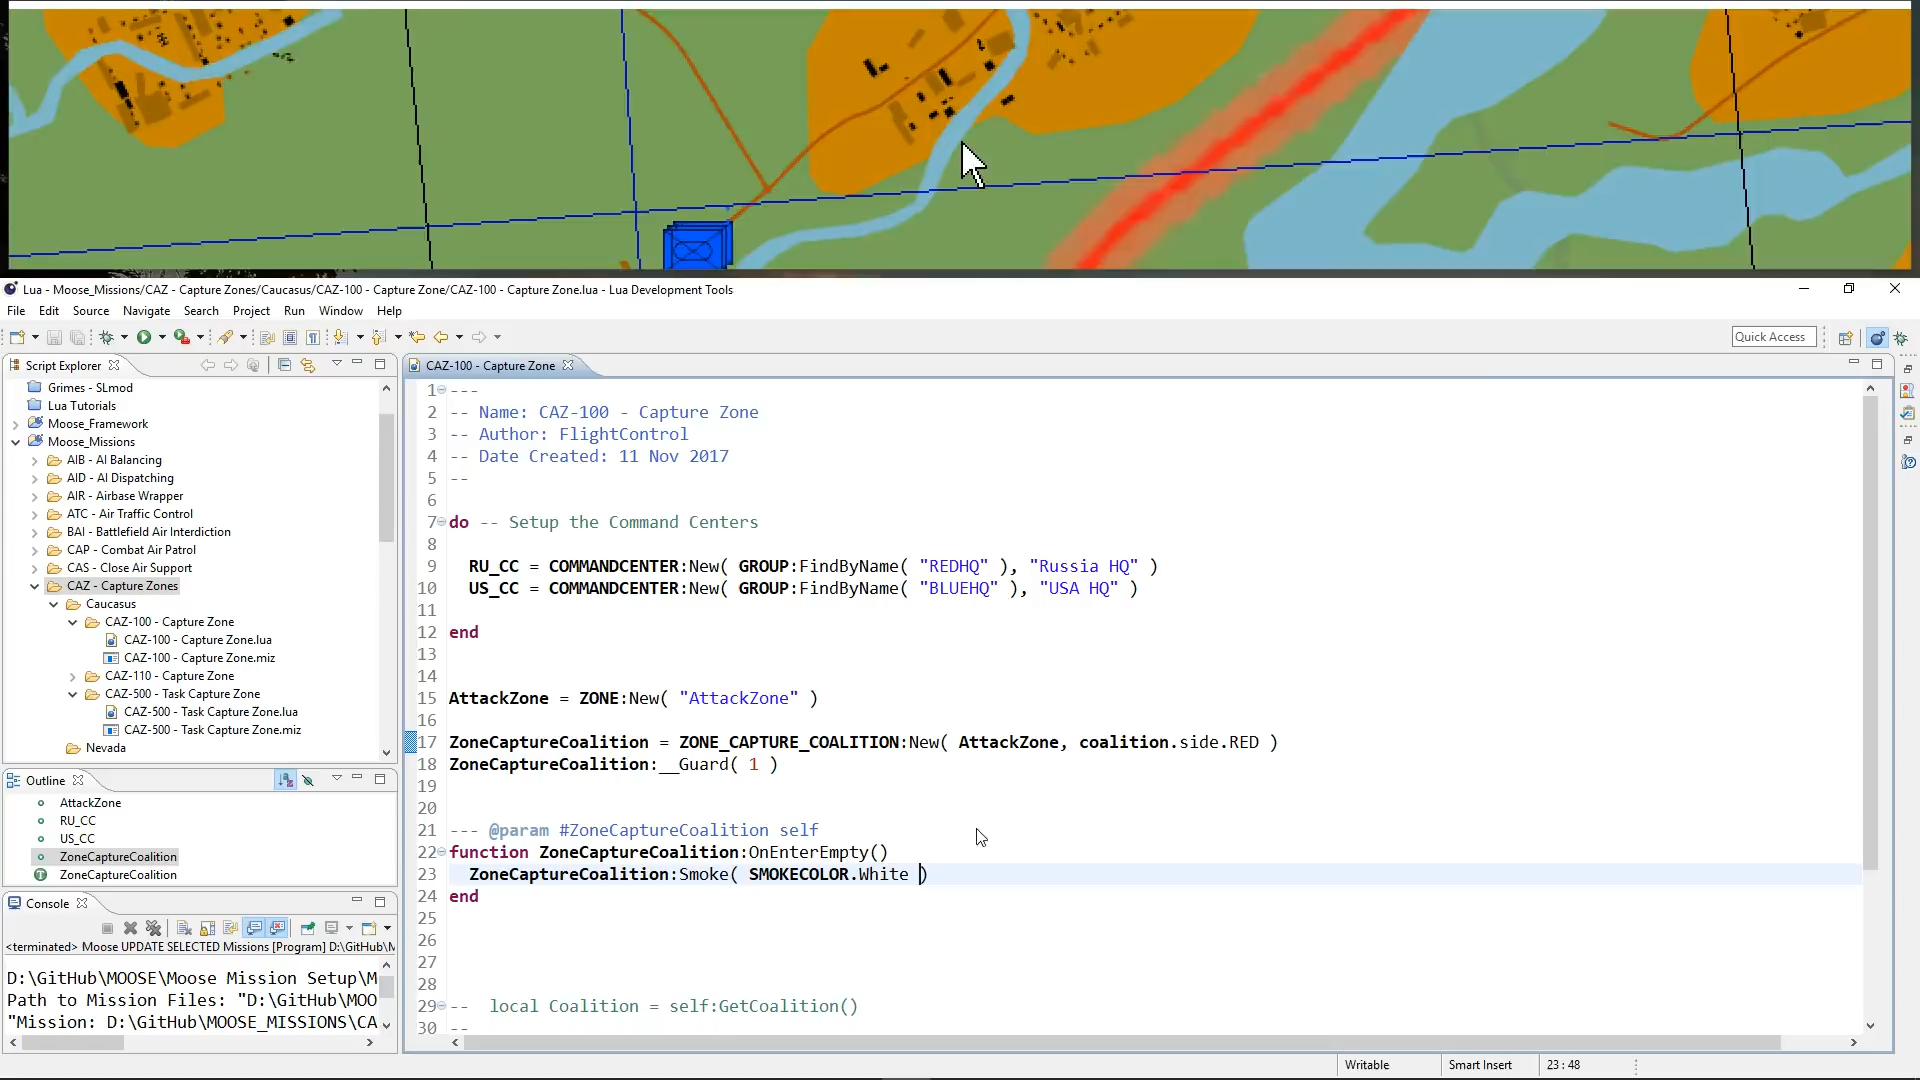 Lua - Moose_Missions/CAZ - Capture Zones/Caucasus/CAZ-100 - Capture Zone/CAZ-100 - Capture Zone.lua - Lua Development Tools
File Edit Source Navigate Search Project Run Window Help
Quick Access
Script Explorer
Grimes - SLmod
Lua Tutorials
Moose_Framework
Moose_Missions
AIB - AI Balancing
AID - AI Dispatching
AIR - Airbase Wrapper
ATC - Air Traffic Control
BAI - Battlefield Air Interdiction
CAP - Combat Air Patrol
CAS - Close Air Support
CAZ - Capture Zones
Caucasus
CAZ-100 - Capture Zone
CAZ-100 - Capture Zone.lua
CAZ-100 - Capture Zone.miz
CAZ-110 - Capture Zone
CAZ-500 - Task Capture Zone
CAZ-500 - Task Capture Zone.lua
CAZ-500 - Task Capture Zone.miz
Nevada
Outline
AttackZone
RU_CC
US_CC
ZoneCaptureCoalition
ZoneCaptureCoalition
Console
<terminated> Moose UPDATE SELECTED Missions [Program] D:\GitHub\M
D:\GitHub\MOOSE\Moose Mission Setup\M
Path to Mission Files: "D:\GitHub\MOO
"Mission: D:\GitHub\MOOSE_MISSIONS\CA
CAZ-100 - Capture Zone
1 ---
2 -- Name: CAZ-100 - Capture Zone
3 -- Author: FlightControl
4 -- Date Created: 11 Nov 2017
5 --
6
7 do -- Setup the Command Centers
8
9 RU_CC = COMMANDCENTER:New( GROUP:FindByName( "REDHQ" ), "Russia HQ" )
10 US_CC = COMMANDCENTER:New( GROUP:FindByName( "BLUEHQ" ), "USA HQ" )
11
12 end
13
14
15 AttackZone = ZONE:New( "AttackZone" )
16
17 ZoneCaptureCoalition = ZONE_CAPTURE_COALITION:New( AttackZone, coalition.side.RED )
18 ZoneCaptureCoalition:__Guard( 1 )
19
20
21 --- @param #ZoneCaptureCoalition self
22 function ZoneCaptureCoalition:OnEnterEmpty()
23 ZoneCaptureCoalition:Smoke( SMOKECOLOR.White )
24 end
25
26
27
28
29 -- local Coalition = self:GetCoalition()
30 --
Writable Smart Insert 23 : 48